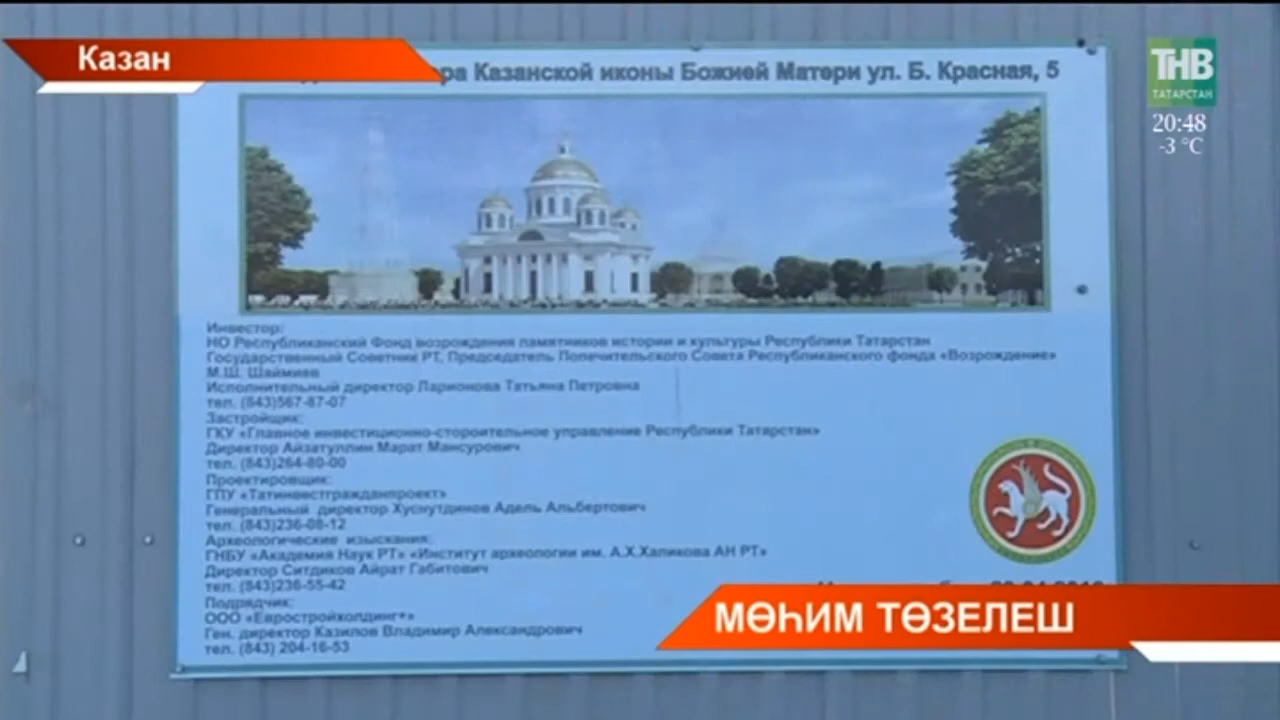 Казан
ра Казанской иконы Божией Матери ул. Б. Красная, 5
ТНВ
ТАТАРСТАН
20:48
-3 °C
Инвестор:
НО Республиканский Фонд возрождения памятников истории и культуры Республики Татарстан
Государственный Советник РТ, Председатель Попечительского Совета Республиканского фонда «Возрождение»
М.Ш. Шаймиев
Исполнительный директор Ларионова Татьяна Петровна
тел. (843)567-87-07
Застройщик:
ГКУ «Главное инвестиционно-стороительное управление Республики Татарстан»
Директор Айзатуллин Марат Мансурович
тел. (843)264-80-00
Проектировщик:
ГПУ «Татинвестгражданпроект»
Генеральный директор Хуснутдинов Адель Альбертович
тел. (843)236-08-12
Археологические изыскания:
ГНБУ «Академия Наук РТ» «Институт археологии им. А.Х.Халикова АН РТ»
Директор Ситдиков Айрат Габитович
тел. (843)236-55-42
Подрядчик:
ООО «Евростройхолдинг+»
Ген. директор Казилов Владимир Александрович
тел. (843) 204-16-53
МӨҺИМ ТӨЗЕЛЕШ